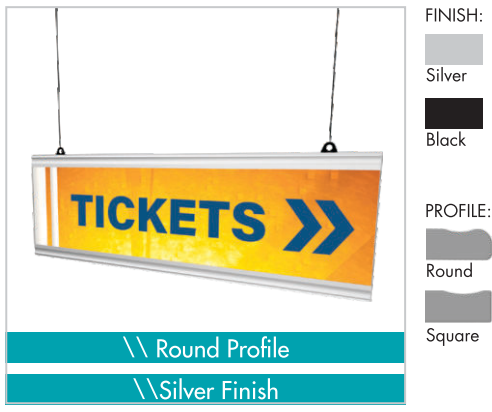 FINISH:
Silver
Black
TICKETS
PROFILE:
Round
Square
\\ Round Profile
\\Silver Finish